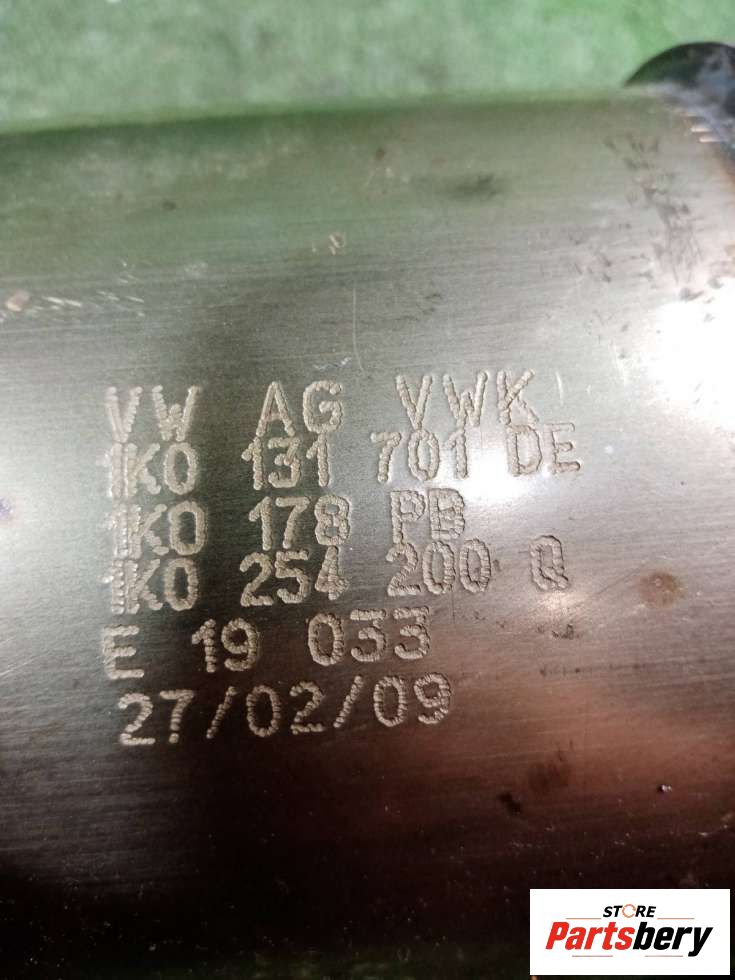 VW AG VWK
1K0 131 701 DE
1K0 178 PB
1K0 254 200 Q
E 19 033
27/02/09
STORE
Partsbery